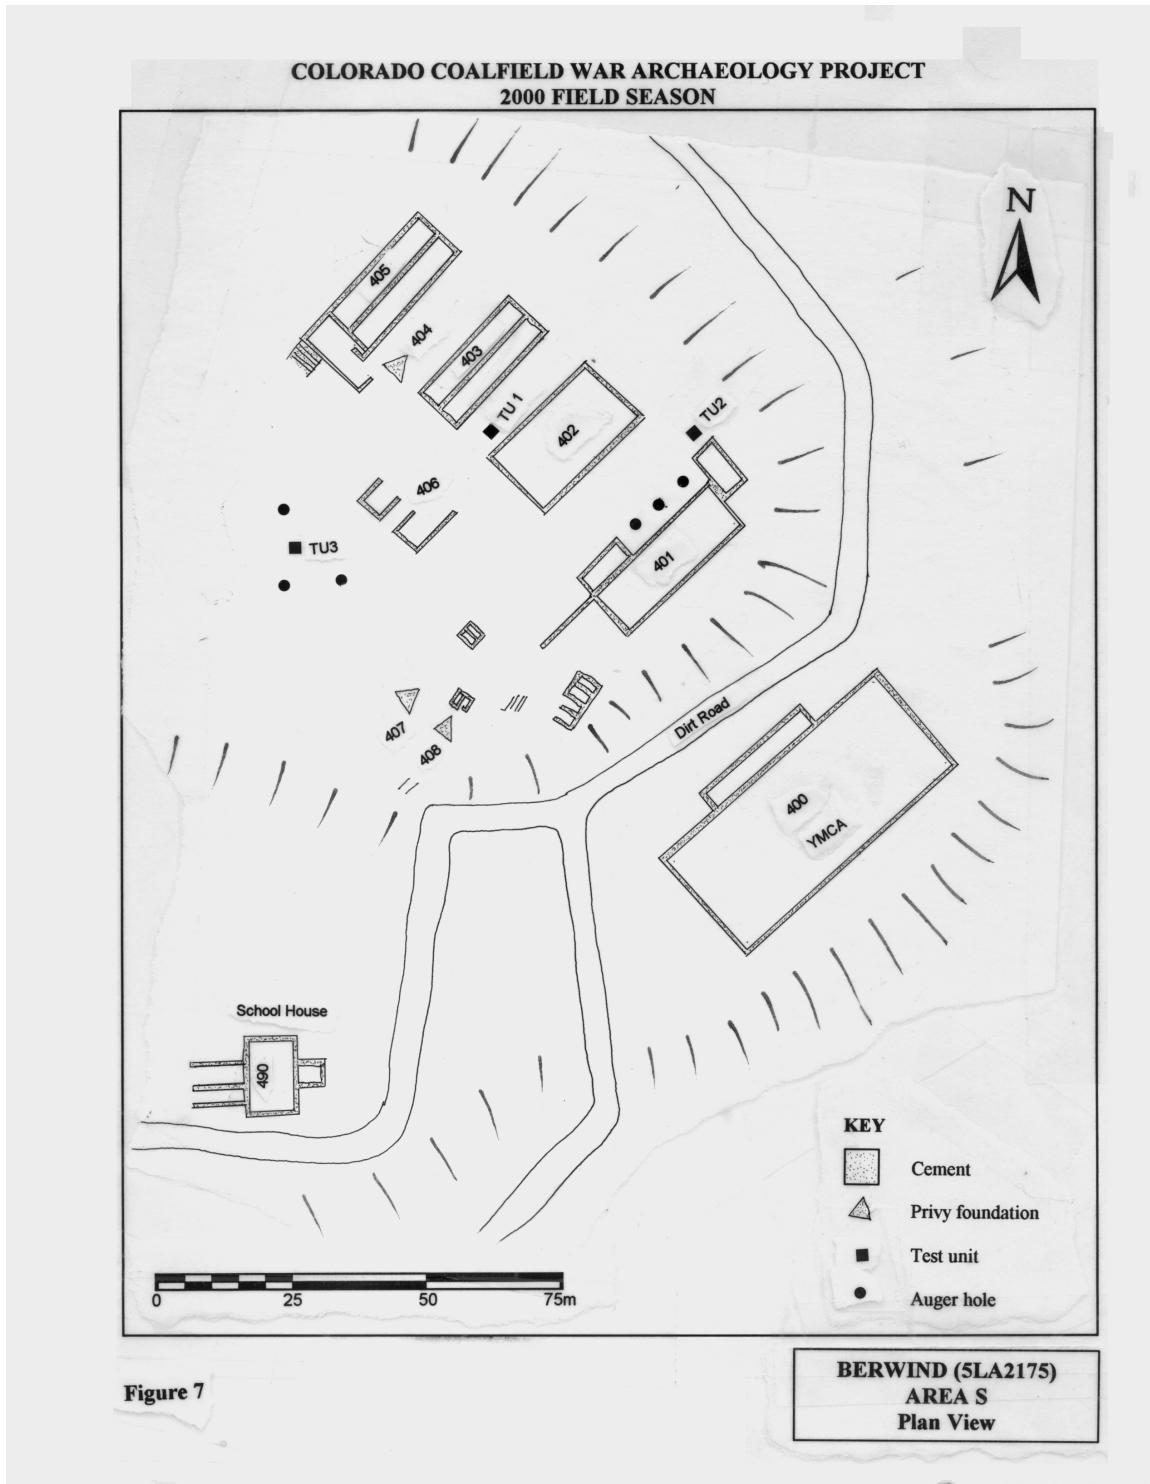 COLORADO COALFIELD WAR ARCHAEOLOGY PROJECT
2000 FIELD SEASON
N
405
404
403
TU 1
402
TU2
406
TU3
401
407
408
Dirt Road
400
YMCA
School House
490
KEY
Cement
Privy foundation
Test unit
Auger hole
0 25 50 75m
Figure 7
BERWIND (5LA2175)
AREA S
Plan View